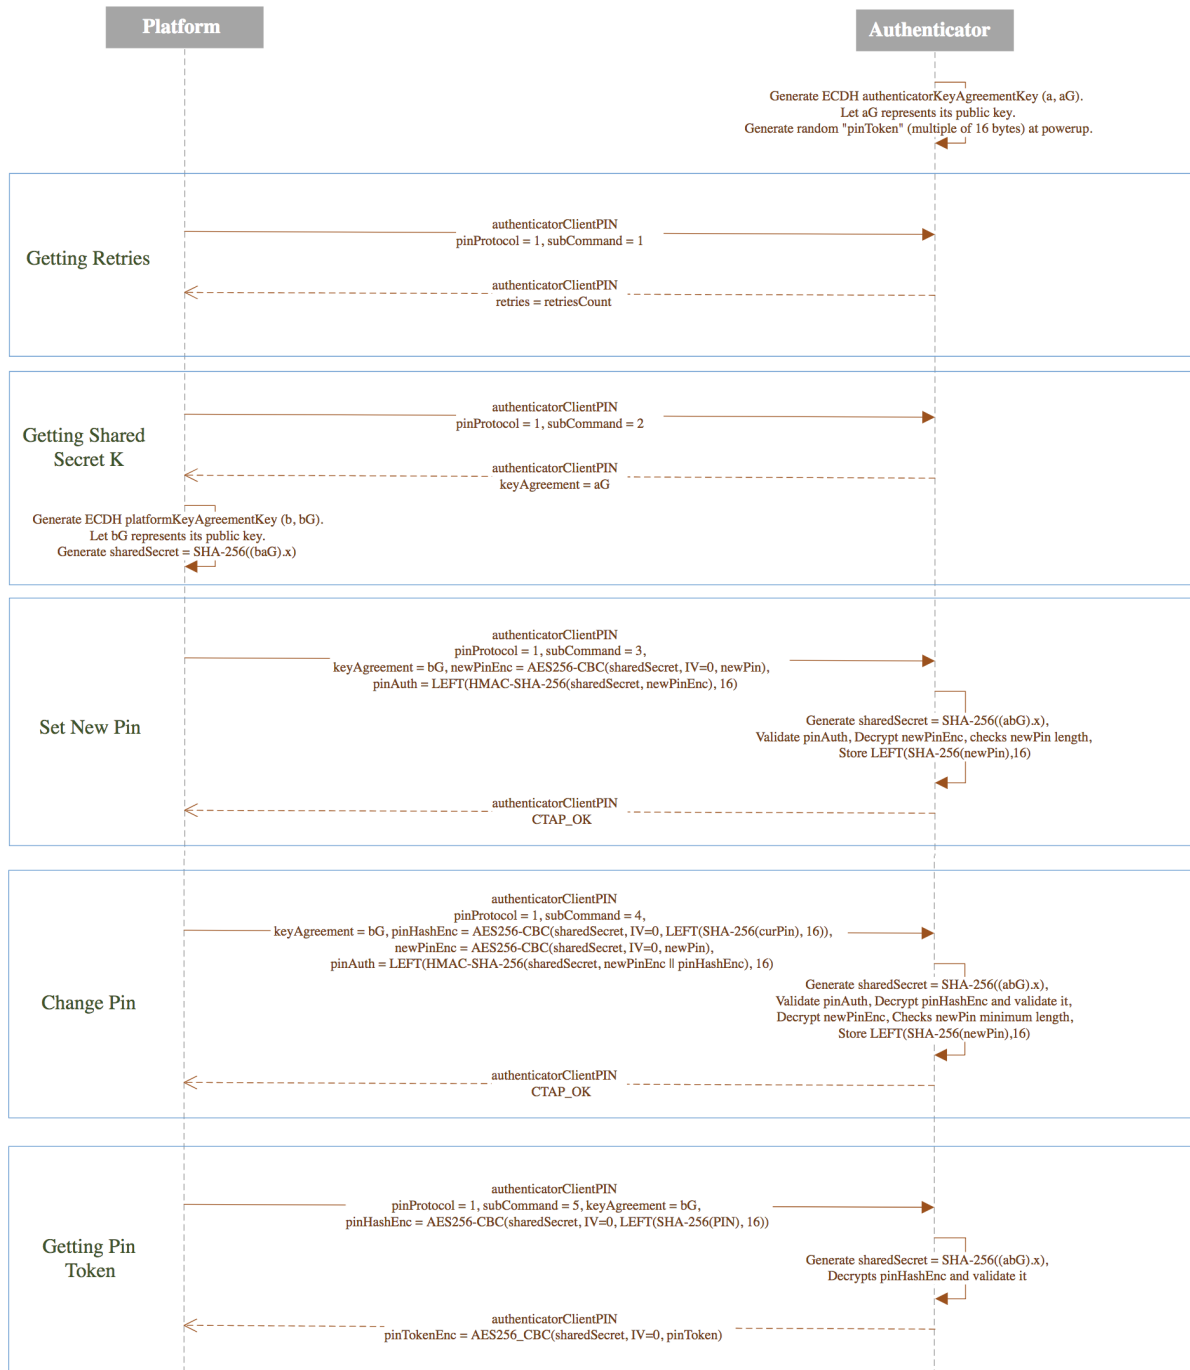 Platform
Authenticator
Generate ECDH authenticatorKeyAgreementKey (a, aG).
Let aG represents its public key.
Generate random "pinToken" (multiple of 16 bytes) at powerup.
Getting Retries
authenticatorClientPIN
pinProtocol = 1, subCommand = 1
authenticatorClientPIN
retries = retriesCount
Getting Shared
Secret K
authenticatorClientPIN
pinProtocol = 1, subCommand = 2
authenticatorClientPIN
keyAgreement = aG
Generate ECDH platformKeyAgreementKey (b, bG).
Let bG represents its public key.
Generate sharedSecret = SHA-256((baG).x)
Set New Pin
authenticatorClientPIN
pinProtocol = 1, subCommand = 3,
keyAgreement = bG, newPinEnc = AES256-CBC(sharedSecret, IV=0, newPin),
pinAuth = LEFT(HMAC-SHA-256(sharedSecret, newPinEnc), 16)
Generate sharedSecret = SHA-256((abG).x),
Validate pinAuth, Decrypt newPinEnc, checks newPin length,
Store LEFT(SHA-256(newPin),16)
authenticatorClientPIN
CTAP_OK
Change Pin
authenticatorClientPIN
pinProtocol = 1, subCommand = 4,
keyAgreement = bG, pinHashEnc = AES256-CBC(sharedSecret, IV=0, LEFT(SHA-256(curPin), 16)),
newPinEnc = AES256-CBC(sharedSecret, IV=0, newPin),
pinAuth = LEFT(HMAC-SHA-256(sharedSecret, newPinEnc || pinHashEnc), 16)
Generate sharedSecret = SHA-256((abG).x),
Validate pinAuth, Decrypt pinHashEnc and validate it,
Decrypt newPinEnc, Checks newPin minimum length,
Store LEFT(SHA-256(newPin),16)
authenticatorClientPIN
CTAP_OK
Getting Pin
Token
authenticatorClientPIN
pinProtocol = 1, subCommand = 5, keyAgreement = bG,
pinHashEnc = AES256-CBC(sharedSecret, IV=0, LEFT(SHA-256(PIN), 16))
Generate sharedSecret = SHA-256((abG).x),
Decrypts pinHashEnc and validate it
authenticatorClientPIN
pinTokenEnc = AES256_CBC(sharedSecret, IV=0, pinToken)